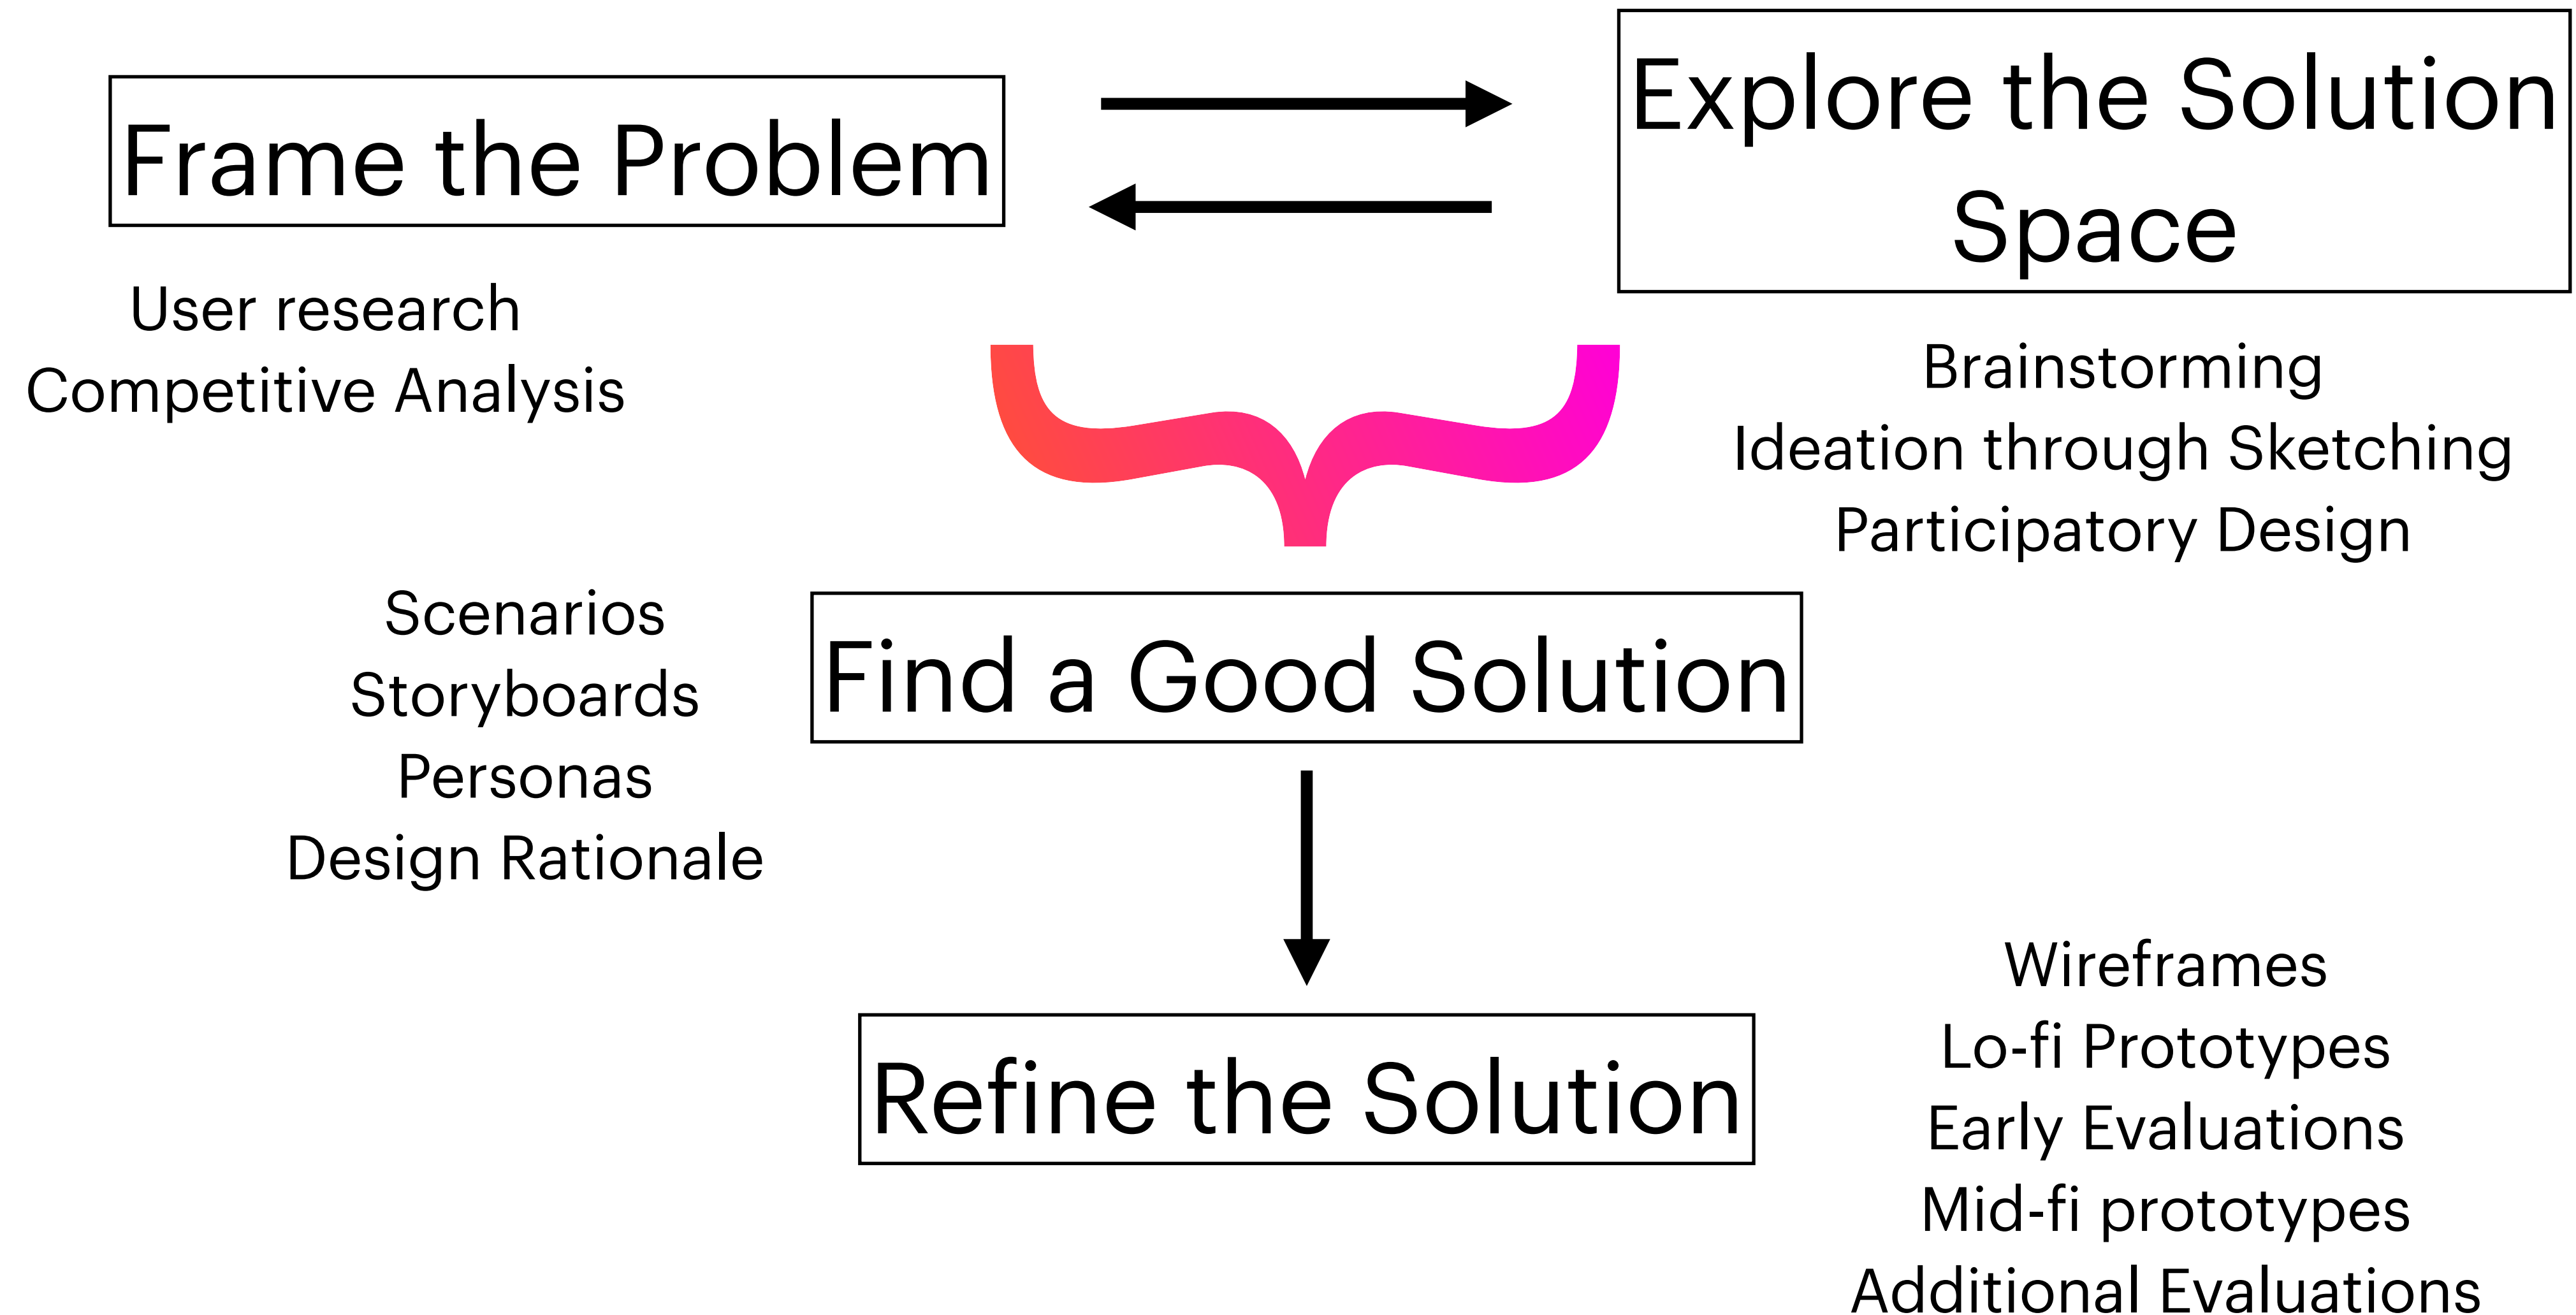 Frame the Problem
Explore the Solution
Space
User research
Competitive Analysis
Brainstorming
Ideation through Sketching
Participatory Design
Scenarios
Storyboards
Personas
Design Rationale
Find a Good Solution
Refine the Solution
Wireframes
Lo-fi Prototypes
Early Evaluations
Mid-fi prototypes
Additional Evaluations